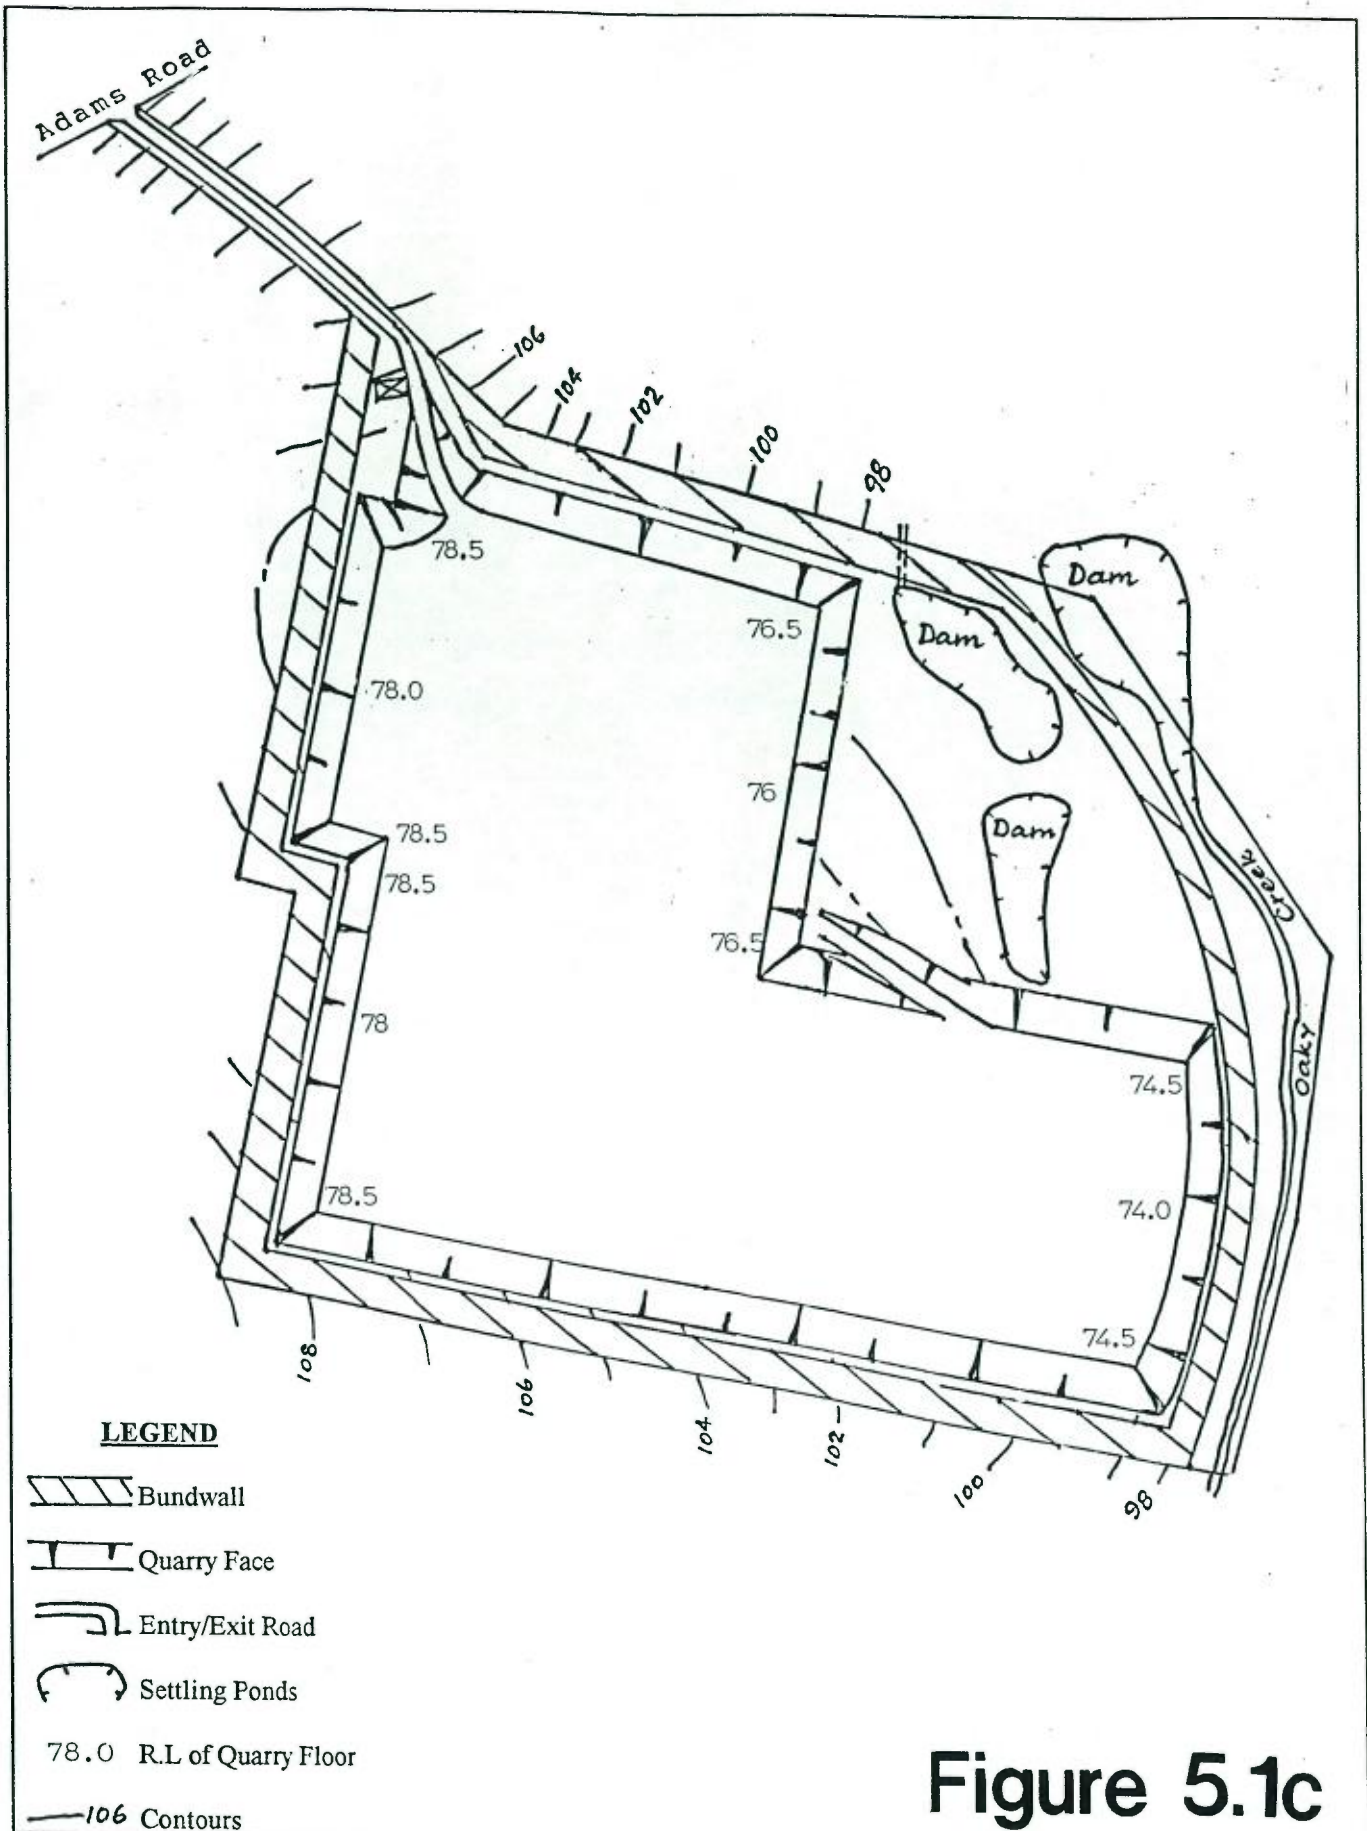 Adams Road
106
104
102
100
98
Dam
Dam
78.5
76.5
78.0
76
Dam
78.5
78.5
Creek
76.5
78
Oaky
74.5
78.5
74.0
74.5
108
106
104
102
100
98
LEGEND
Bundwall
Quarry Face
Entry/Exit Road
Settling Ponds
78.0 R.L of Quarry Floor
106 Contours
Figure 5.1c